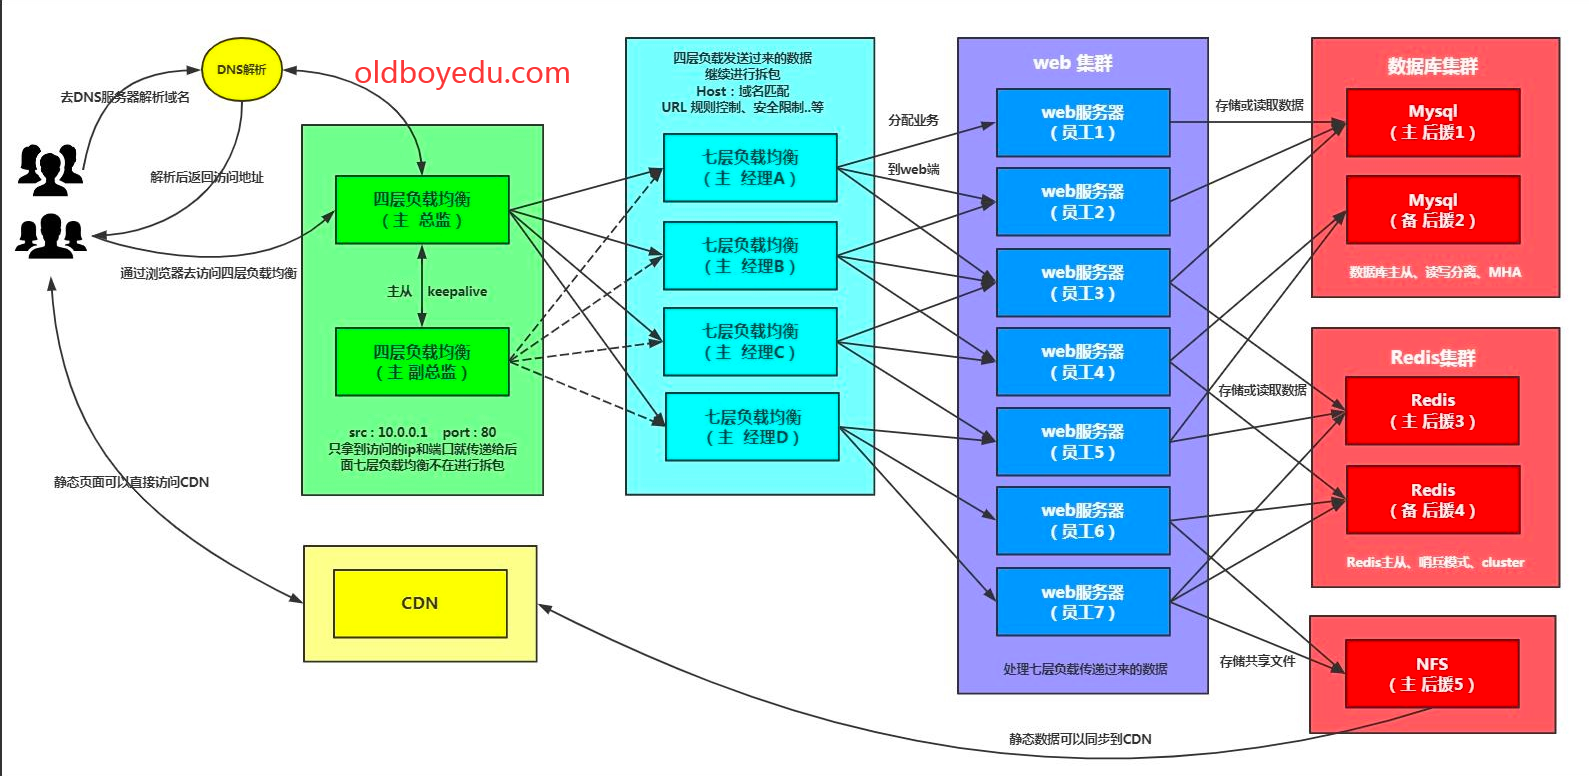 DNS解析
oldboyedu.com
去DNS服务器解析域名
解析后返回访问地址
通过浏览器去访问四层负载均衡
静态页面可以直接访问CDN
四层负载均衡
（主 总监）
主从 keepalive
四层负载均衡
（主 副总监）
src : 10.0.0.1 port : 80
只拿到访问的ip和端口就传递给后
面七层负载均衡不在进行拆包
CDN
四层负载发送过来的数据
继续进行拆包
Host：域名匹配
URL 规则控制、安全限制..等
七层负载均衡
（主 经理A）
七层负载均衡
（主 经理B）
七层负载均衡
（主 经理C）
七层负载均衡
（主 经理D）
分配业务
到web端
web 集群
web服务器
（员工1）
web服务器
（员工2）
web服务器
（员工3）
web服务器
（员工4）
web服务器
（员工5）
web服务器
（员工6）
web服务器
（员工7）
处理七层负载传递过来的数据
存储或读取数据
存储或读取数据
存储共享文件
数据库集群
Mysql
（主 后援1）
Mysql
（备 后援2）
数据库主从、读写分离、MHA
Redis集群
Redis
（主 后援3）
Redis
（备 后援4）
Redis主从、哨兵模式、cluster
NFS
（主 后援5）
静态数据可以同步到CDN